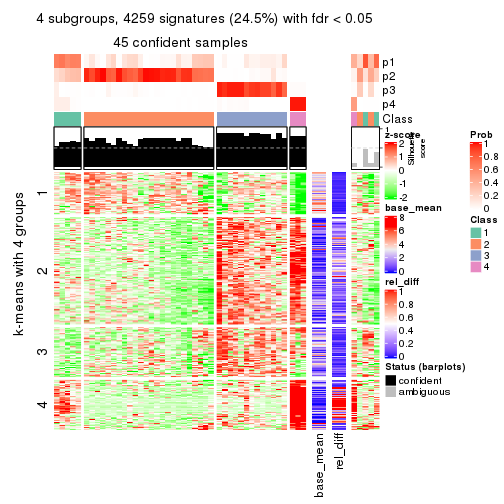 4 subgroups, 4259 signatures (24.5%) with fdr < 0.05
45 confident samples
p1
p2
p3
p4
Class
1
Silhouette
score
k-means with 4 groups
1
2
3
4
base_mean
rel_diff
z-score
2
1
0
-1
-2
base_mean
8
6
4
2
0
rel_diff
1
0.8
0.6
0.4
0.2
0
Status (barplots)
confident
ambiguous
Prob
1
0.8
0.6
0.4
0.2
0
Class
1
2
3
4